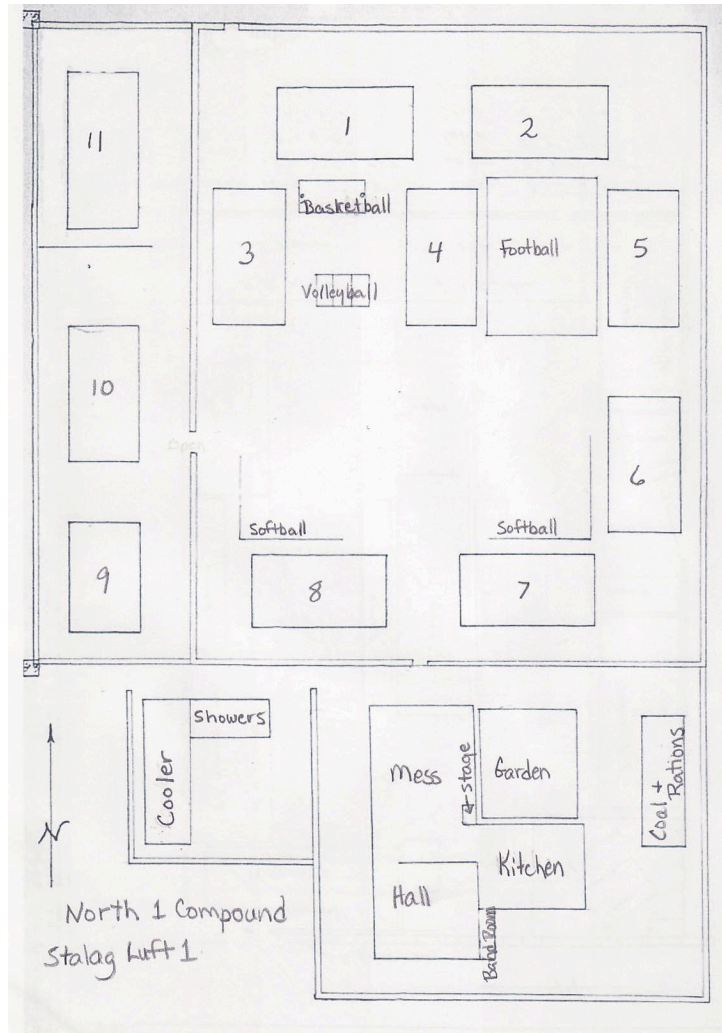 1
2
11
Basketball
3
4
Football
5
Volleyball
10
Open
6
Softball
Softball
9
8
7
Showers
Cooler
Mess
& stage
Garden
Coal +
Rations
Kitchen
Hall
Band Room
N
North 1 Compound
Stalag Luft 1